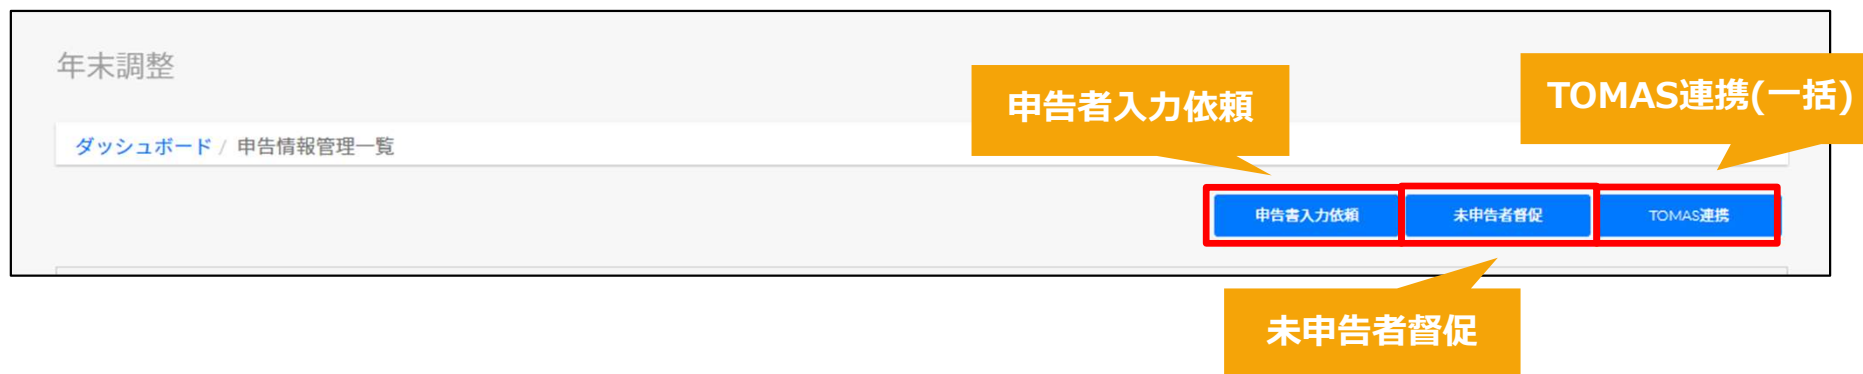 年末調整
申告者入力依頼
TOMAS連携(一括)
ダッシュボード / 申告情報管理一覧
申告書入力依頼
未申告者督促
TOMAS連携
未申告者督促